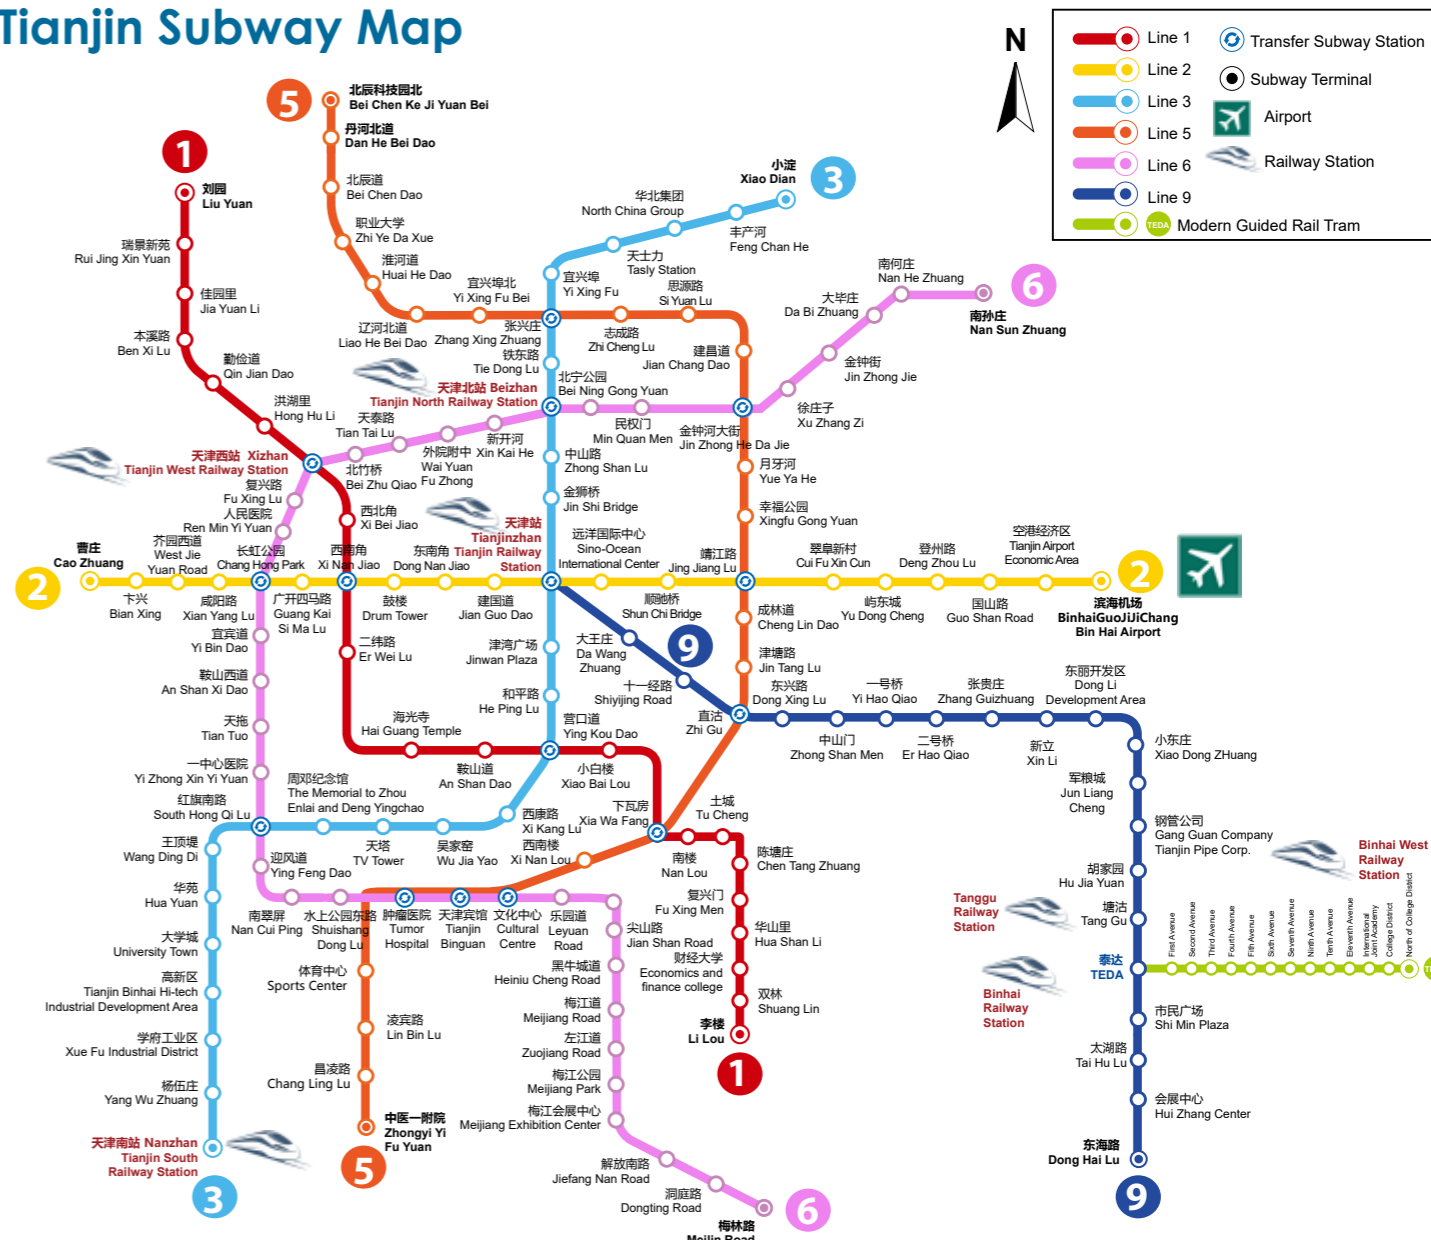 Tianjin Subway Map
N
Line 1
Line 2
Line 3
Line 5
Line 6
Line 9
TEDA
Modern Guided Rail Tram
Transfer Subway Station
Subway Terminal
Airport
Railway Station
5
北辰科技园北
Bei Chen Ke Ji Yuan Bei
丹河北道
Dan He Bei Dao
北辰道
Bei Chen Dao
职业大学
Zhi Ye Da Xue
淮河道
Huai He Dao
辽河北道
Liao He Bei Dao
宜兴埠北
Yi Xing Fu Bei
张兴庄
Zhang Xing Zhuang
志成路
Zhi Cheng Lu
思源路
Si Yuan Lu
建昌道
Jian Chang Dao
1
刘园
Liu Yuan
瑞景新苑
Rui Jing Xin Yuan
佳园里
Jia Yuan Li
本溪路
Ben Xi Lu
勤俭道
Qin Jian Dao
洪湖里
Hong Hu Li
天津西站 Xizhan
Tianjin West Railway Station
西北角
Xi Bei Jiao
西南角
Xi Nan Jiao
二纬路
Er Wei Lu
海光寺
Hai Guang Temple
鞍山道
An Shan Dao
营口道
Ying Kou Dao
小白楼
Xiao Bai Lou
下瓦房
Xia Wa Fang
南楼
Nan Lou
土城
Tu Cheng
陈塘庄
Chen Tang Zhuang
复兴门
Fu Xing Men
华山里
Hua Shan Li
财经大学
Economics and
finance college
双林
Shuang Lin
李楼
Li Lou
1
小淀
Xiao Dian
3
丰产河
Feng Chan He
华北集团
North China Group
天士力
Tasly Station
宜兴埠
Yi Xing Fu
铁东路
Tie Dong Lu
天津北站 Beizhan
Tianjin North Railway Station
中山路
Zhong Shan Lu
金狮桥
Jin Shi Bridge
天津站
Tianjinzhan
Tianjin Railway
Station
津湾广场
Jinwan Plaza
和平路
He Ping Lu
西康路
Xi Kang Lu
吴家窑
Wu Jia Yao
天塔
TV Tower
周邓纪念馆
The Memorial to Zhou
Enlai and Deng Yingchao
红旗南路
South Hong Qi Lu
王顶堤
Wang Ding Di
华苑
Hua Yuan
大学城
University Town
高新区
Tianjin Binhai Hi-tech
Industrial Development Area
学府工业区
Xue Fu Industrial District
杨伍庄
Yang Wu Zhuang
天津南站 Nanzhan
Tianjin South
Railway Station
3
6
南孙庄
Nan Sun Zhuang
南何庄
Nan He Zhuang
大毕庄
Da Bi Zhuang
金钟街
Jin Zhong Jie
徐庄子
Xu Zhang Zi
金钟河大街
Jin Zhong He Da Jie
民权门
Min Quan Men
北宁公园
Bei Ning Gong Yuan
新开河
Xin Kai He
外院附中
Wai Yuan
Fu Zhong
天泰路
Tian Tai Lu
北竹桥
Bei Zhu Qiao
复兴路
Fu Xing Lu
人民医院
Ren Min Yi Yuan
长虹公园
Chang Hong Park
宜宾道
Yi Bin Dao
鞍山西道
An Shan Xi Dao
天拖
Tian Tuo
一中心医院
Yi Zhong Xin Yi Yuan
迎风道
Ying Feng Dao
南翠屏
Nan Cui Ping
水上公园东路
Shuishang
Dong Lu
肿瘤医院
Tumor
Hospital
天津宾馆
Tianjin
Binguan
文化中心
Cultural
Centre
乐园道
Leyuan
Road
尖山路
Jian Shan Road
黑牛城道
Heiniu Cheng Road
梅江道
Meijiang Road
左江道
Zuojiang Road
梅江公园
Meijiang Park
梅江会展中心
Meijiang Exhibition Center
解放南路
Jiefang Nan Road
洞庭路
Dongting Road
梅林路
Meilin Road
6
2
曹庄
Cao Zhuang
卞兴
Bian Xing
芥园西道
West Jie
Yuan Road
咸阳路
Xian Yang Lu
广开四马路
Guang Kai
Si Ma Lu
鼓楼
Drum Tower
东南角
Dong Nan Jiao
建国道
Jian Guo Dao
远洋国际中心
Sino-Ocean
International Center
顺驰桥
Shun Chi Bridge
靖江路
Jing Jiang Lu
翠阜新村
Cui Fu Xin Cun
屿东城
Yu Dong Cheng
登州路
Deng Zhou Lu
国山路
Guo Shan Road
空港经济区
Tianjin Airport
Economic Area
2
滨海机场
BinhaiGuoJiJiChang
Bin Hai Airport
月牙河
Yue Ya He
幸福公园
Xingfu Gong Yuan
成林道
Cheng Lin Dao
津塘路
Jin Tang Lu
直沽
Zhi Gu
西南楼
Xi Nan Lou
体育中心
Sports Center
凌宾路
Lin Bin Lu
昌凌路
Chang Ling Lu
中医一附院
Zhongyi Yi
Fu Yuan
5
9
大王庄
Da Wang
Zhuang
十一经路
Shiyijing Road
东兴路
Dong Xing Lu
中山门
Zhong Shan Men
一号桥
Yi Hao Qiao
二号桥
Er Hao Qiao
张贵庄
Zhang Guizhuang
新立
Xin Li
东丽开发区
Dong Li
Development Area
小东庄
Xiao Dong ZHuang
军粮城
Jun Liang
Cheng
钢管公司
Gang Guan Company
Tianjin Pipe Corp.
胡家园
Hu Jia Yuan
塘沽
Tang Gu
泰达
TEDA
市民广场
Shi Min Plaza
太湖路
Tai Hu Lu
会展中心
Hui Zhang Center
东海路
Dong Hai Lu
9
Tanggu
Railway
Station
Binhai
Railway
Station
Binhai West
Railway
Station
First Avenue
Second Avenue
Third Avenue
Fourth Avenue
Fifth Avenue
Sixth Avenue
Seventh Avenue
Ninth Avenue
Tenth Avenue
Eleventh Avenue
International
Joint Academy
College District
North of College District